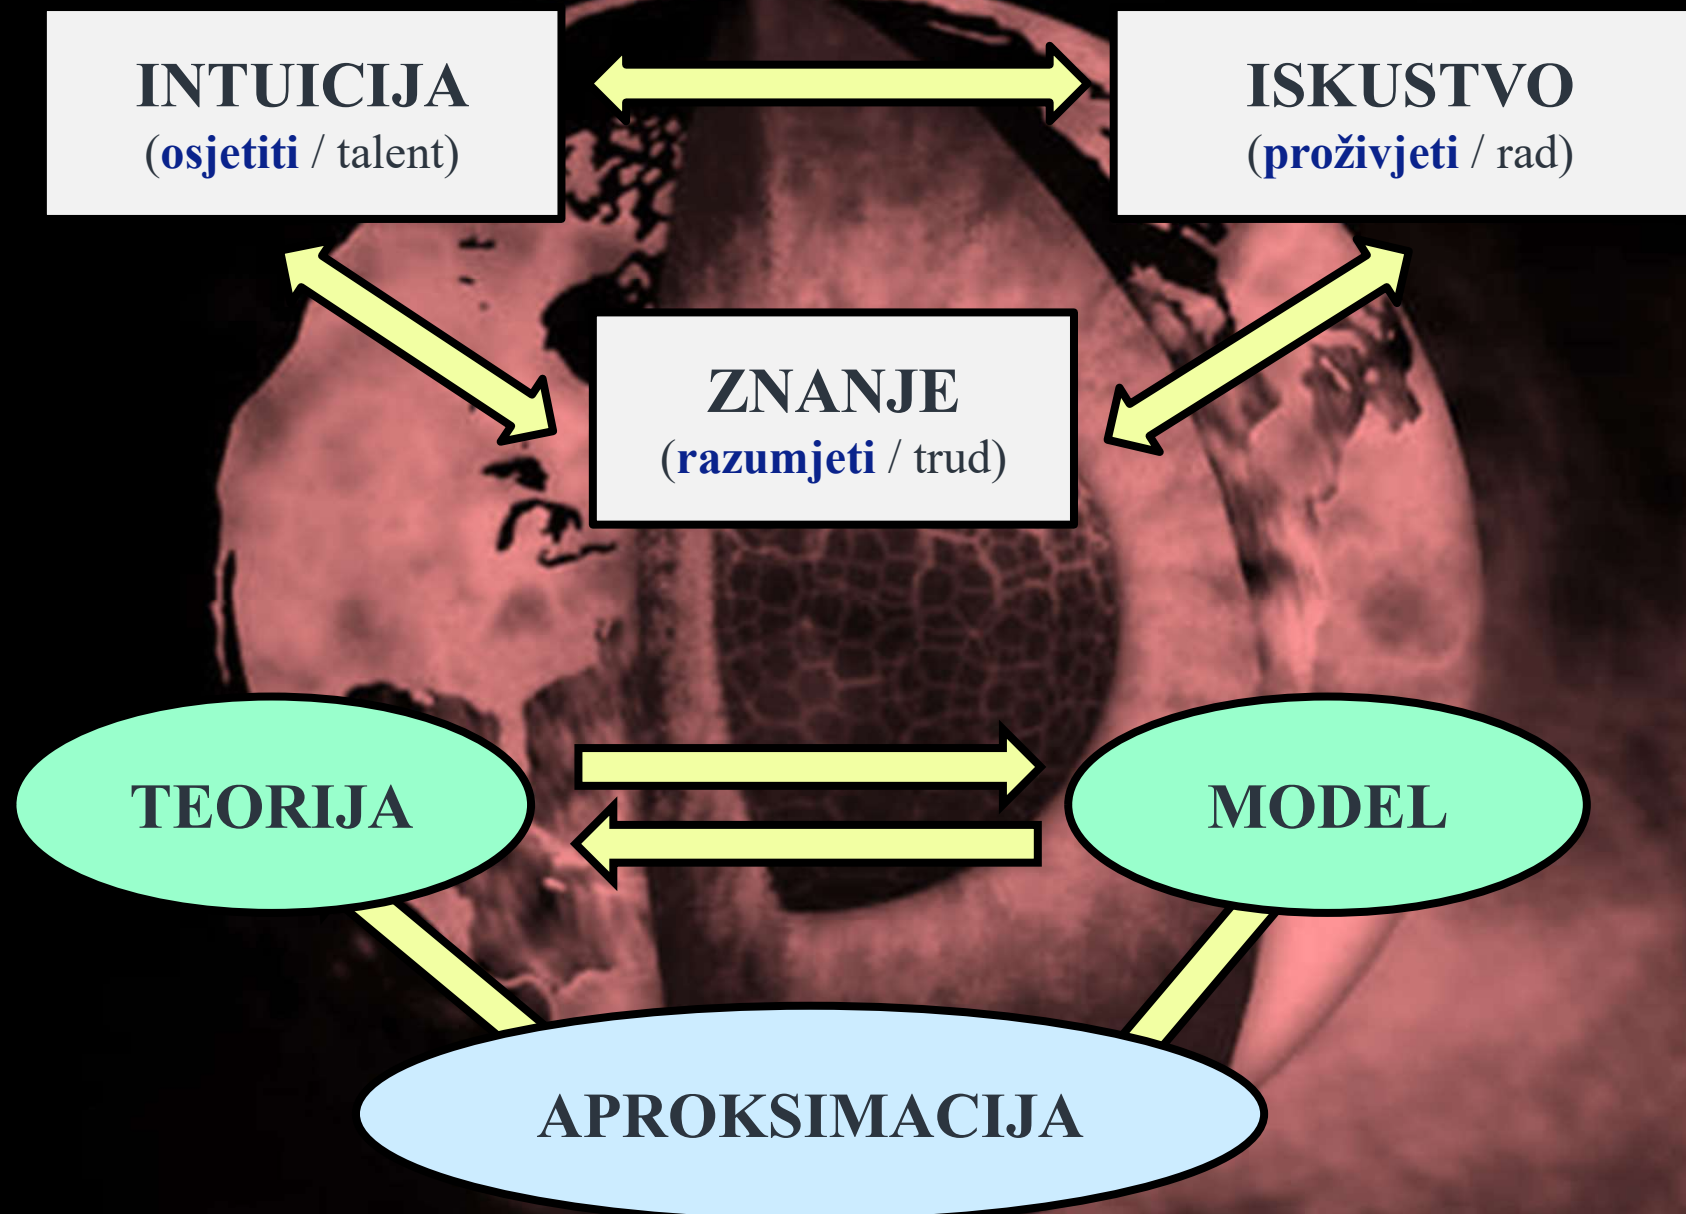 INTUICIJA
(osjetiti / talent)
ISKUSTVO
(proživjeti / rad)
ZNANJE
(razumjeti / trud)
TEORIJA
MODEL
APROKSIMACIJA